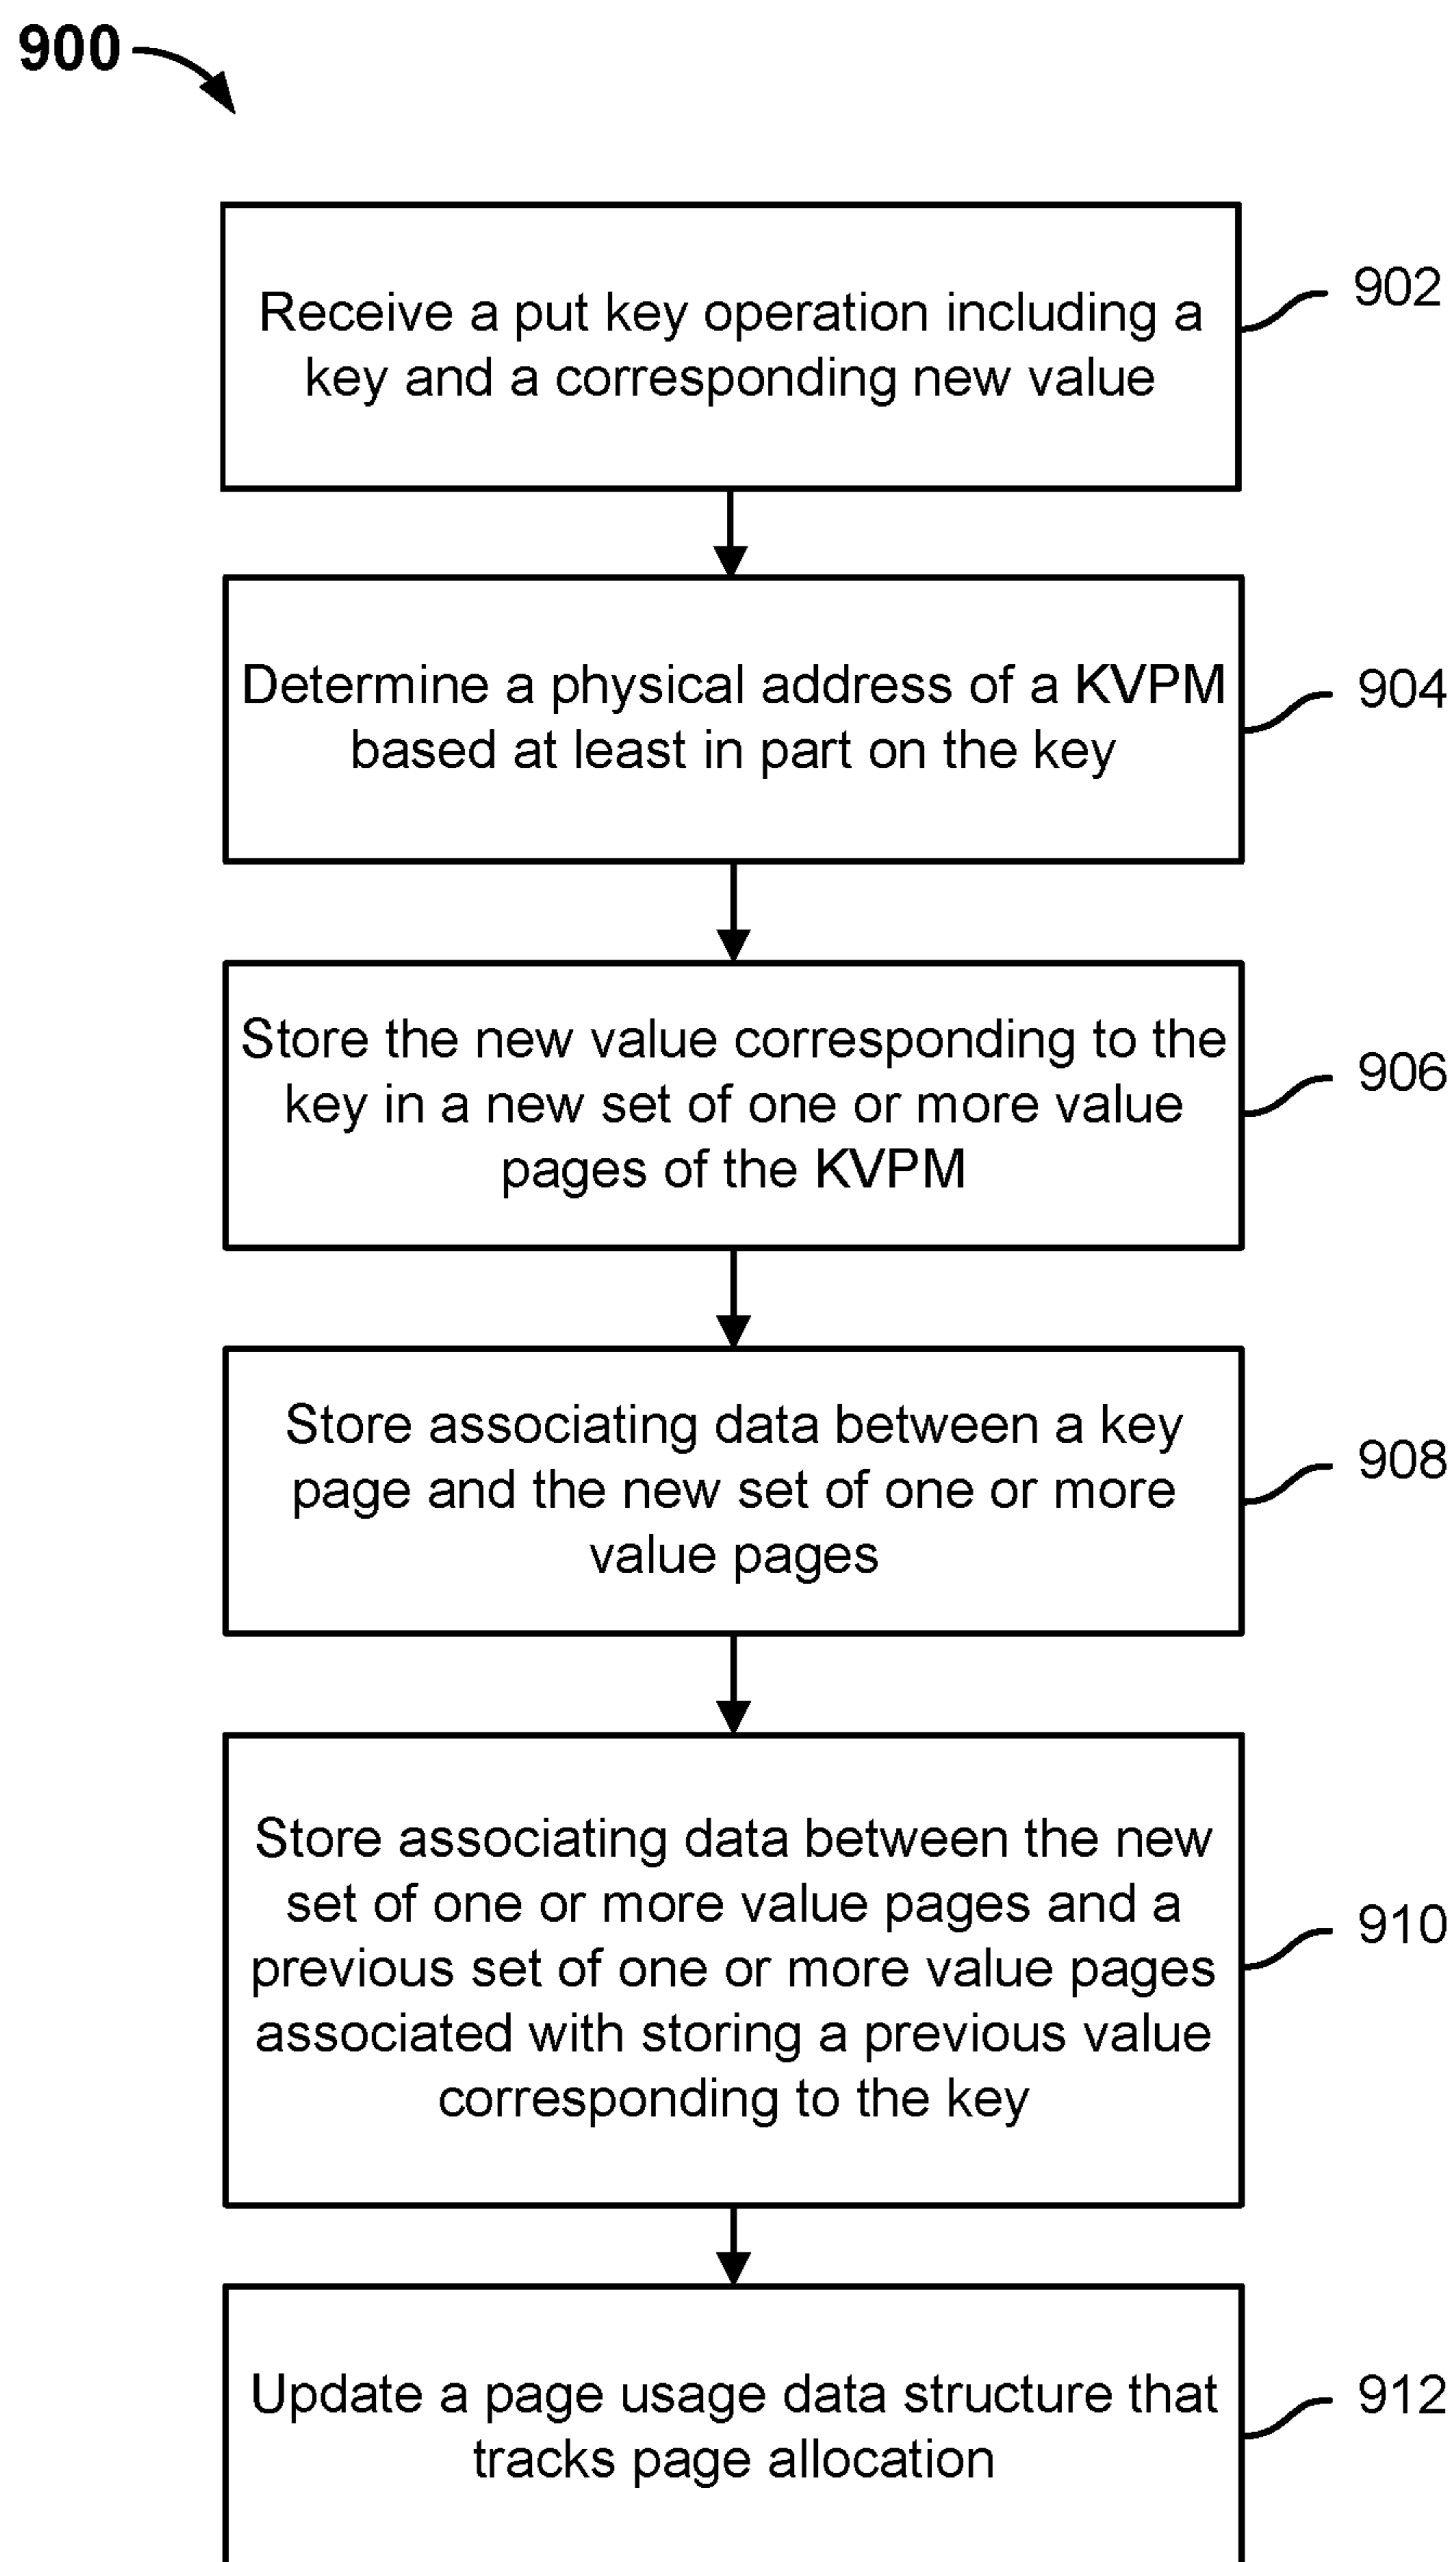 900
Receive a put key operation including a
key and a corresponding new value
902
Determine a physical address of a KVPM
based at least in part on the key
904
Store the new value corresponding to the
key in a new set of one or more value
pages of the KVPM
906
Store associating data between a key
page and the new set of one or more
value pages
908
Store associating data between the new
set of one or more value pages and a
previous set of one or more value pages
associated with storing a previous value
corresponding to the key
910
Update a page usage data structure that
tracks page allocation
912